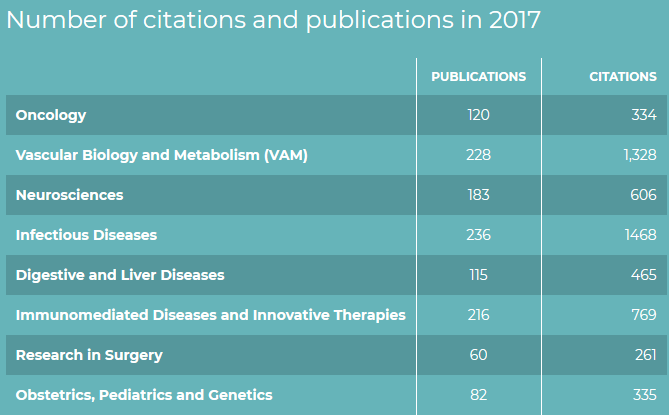 Number of citations and publications in 2017
PUBLICATIONS CITATIONS
Oncology 120 334
Vascular Biology and Metabolism (VAM) 228 1,328
Neurosciences 183 606
Infectious Diseases 236 1468
Digestive and Liver Diseases 115 465
Immunomediated Diseases and Innovative Therapies 216 769
Research in Surgery 60 261
Obstetrics, Pediatrics and Genetics 82 335